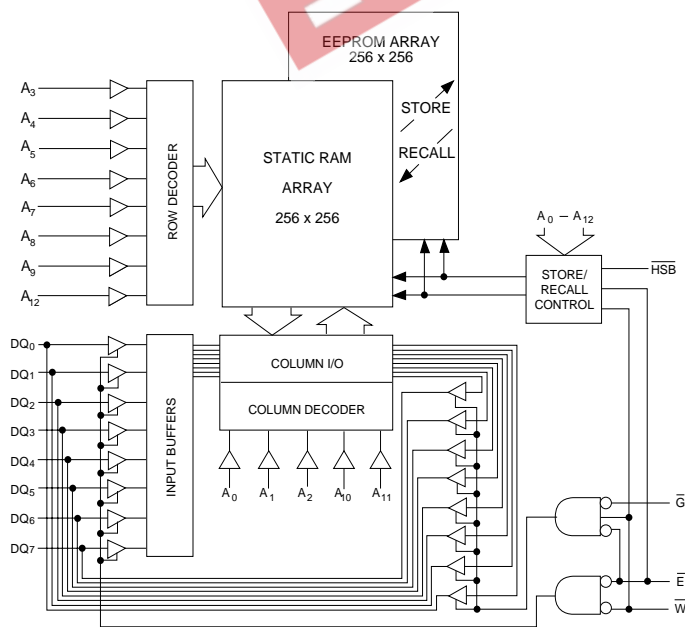 EEPROM ARRAY
256 x 256
STORE
RECALL
STATIC RAM
ARRAY
256 x 256
A3
A4
A5
A6
A7
A8
A9
A12
ROW DECODER
A0 – A12
STORE/
RECALL
CONTROL
HSB
DQ0
DQ1
DQ2
DQ3
DQ4
DQ5
DQ6
DQ7
INPUT BUFFERS
COLUMN I/O
COLUMN DECODER
A0 A1 A2 A10 A11
G
E
W